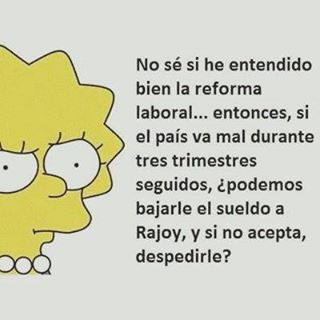 No sé si he entendido
bien la reforma
laboral... entonces, si
el país va mal durante
tres trimestres
seguidos, ¿podemos
bajarle el sueldo a
Rajoy, y si no acepta,
despedirle?